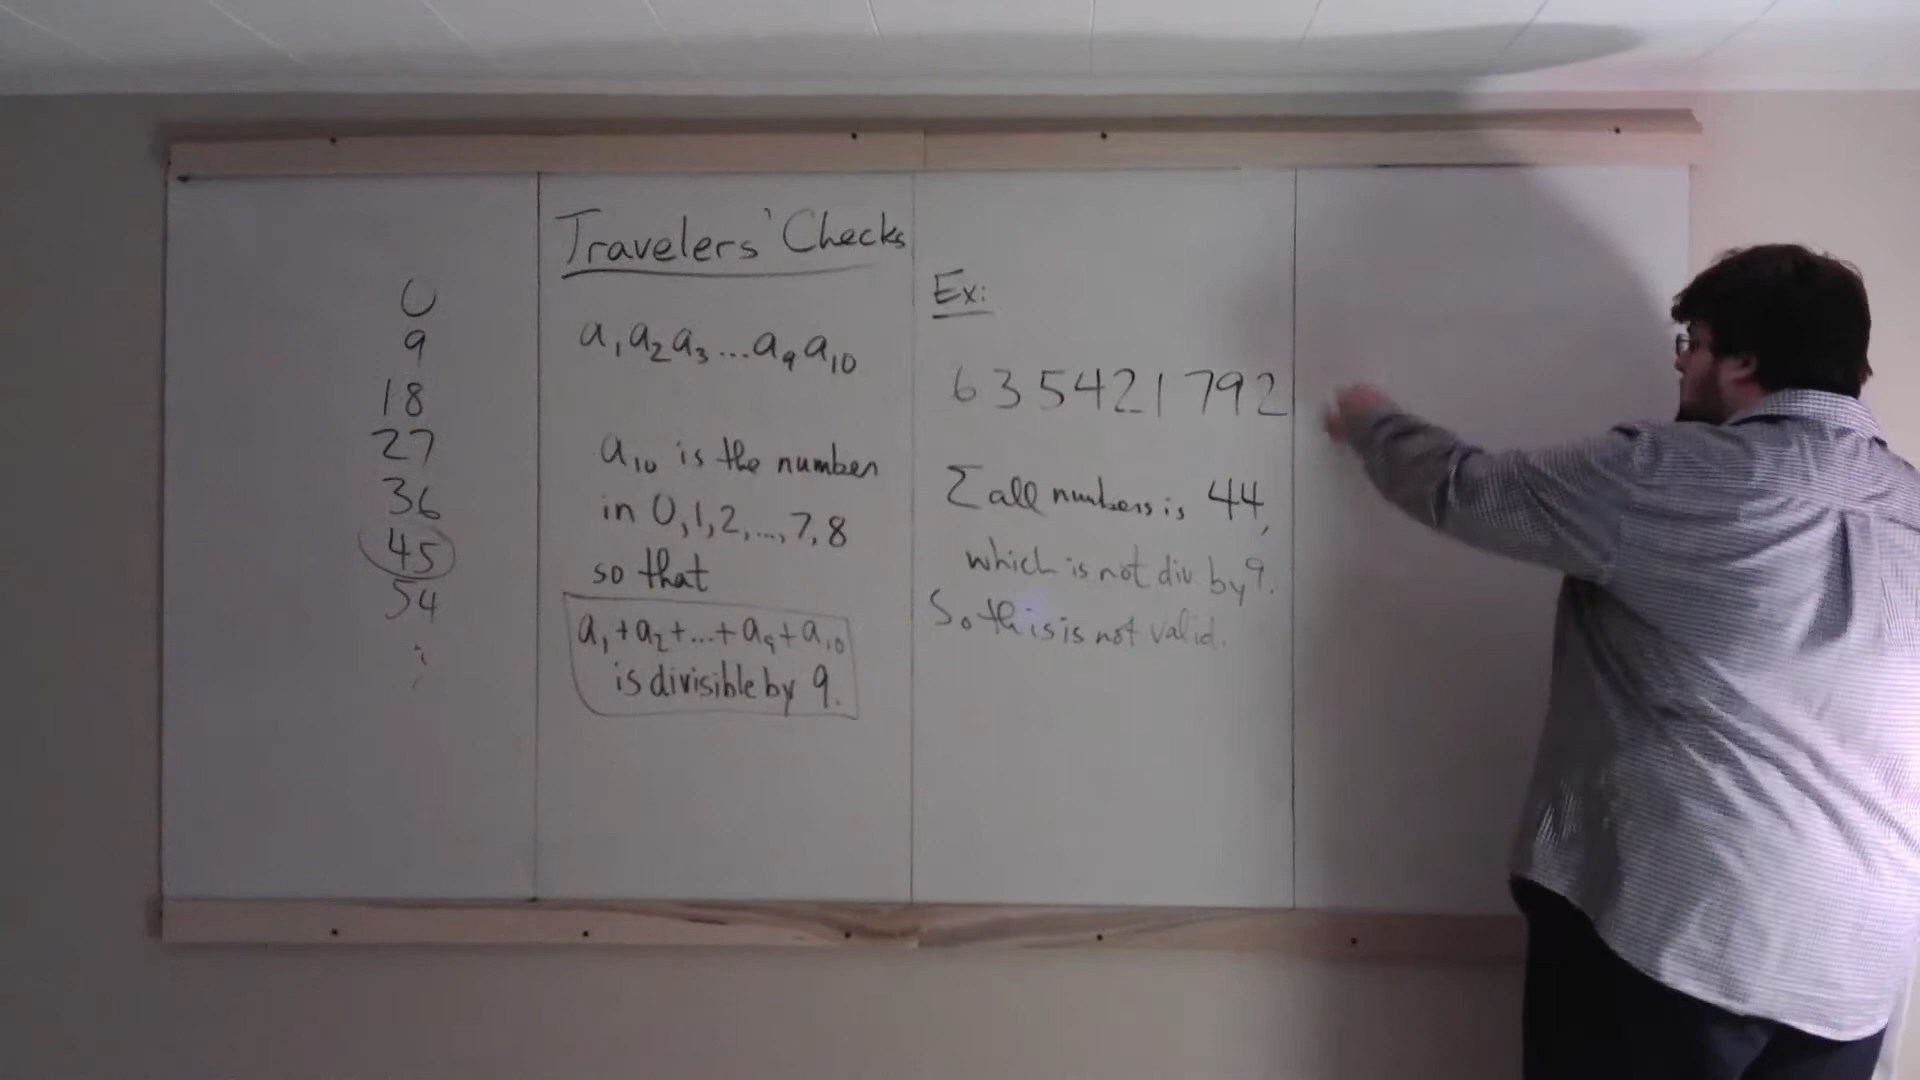 0
9
18
27
36
45
54
⋮
Travelers' Checks
a₁a₂a₃...a₉a₁₀
a₁₀ is the number
in 0,1,2,...,7,8
so that
a₁+a₂+...+a₉+a₁₀
is divisible by 9.
Ex:
635421792
Σ all numbers is 44,
which is not div. by 9.
So this is not valid.